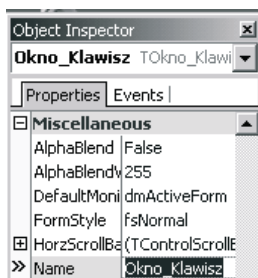 Object Inspector
Okno_Klawisz TOkno_Klawi
Properties Events
Miscellaneous
AlphaBlend False
AlphaBlendV 255
DefaultMoni dmActiveForm
FormStyle fsNormal
HorzScrollBa (TControlScrollE
Name Okno_Klawisz